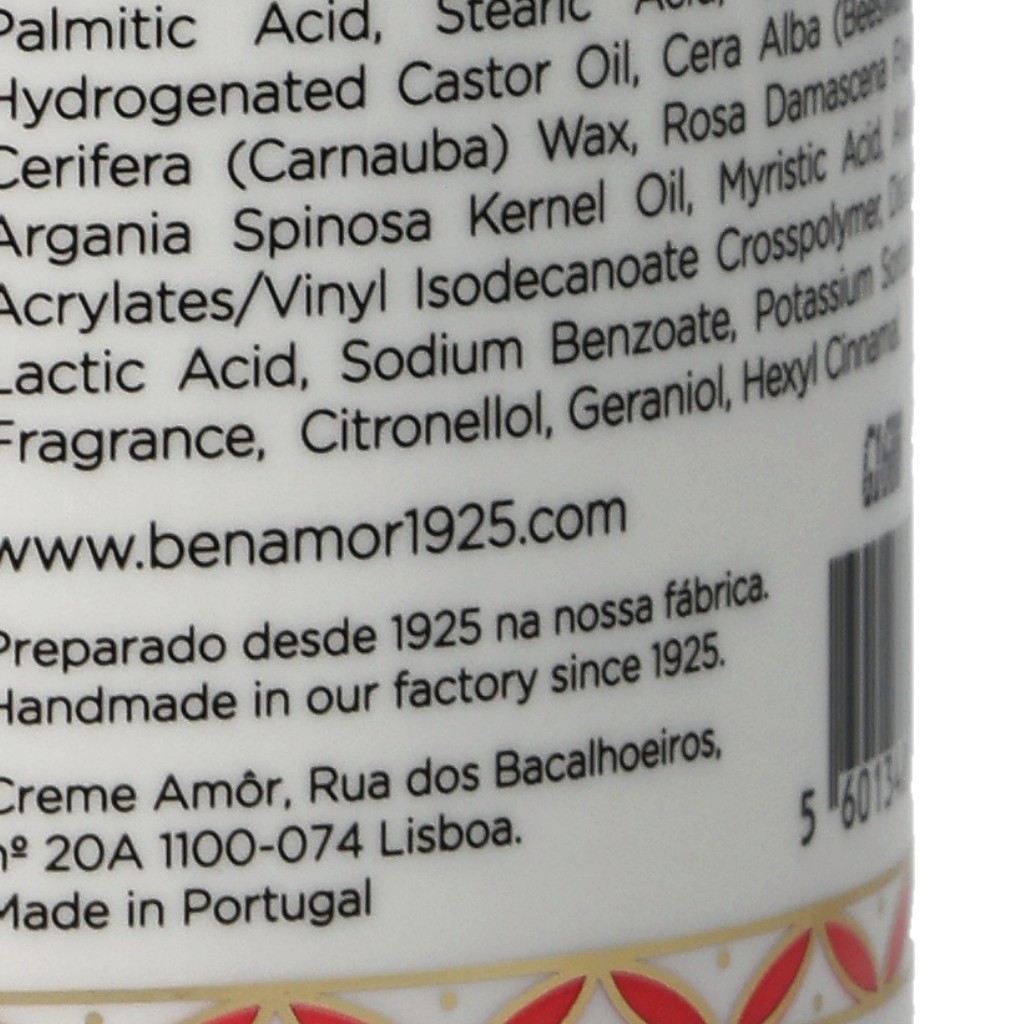 Palmitic Acid, Stearic Acid,
Hydrogenated Castor Oil, Cera Alba
Cerifera (Carnauba) Wax, Rosa Damascena
Argania Spinosa Kernel Oil, Myristic Acid,
Acrylates/Vinyl Isodecanoate Crosspolymer,
Lactic Acid, Sodium Benzoate, Potassium
Fragrance, Citronellol, Geraniol, Hexyl
www.benamor1925.com
Preparado desde 1925 na nossa fábrica.
Handmade in our factory since 1925.
Creme Amôr, Rua dos Bacalhoeiros,
nº 20A 1100-074 Lisboa.
Made in Portugal
5 60134